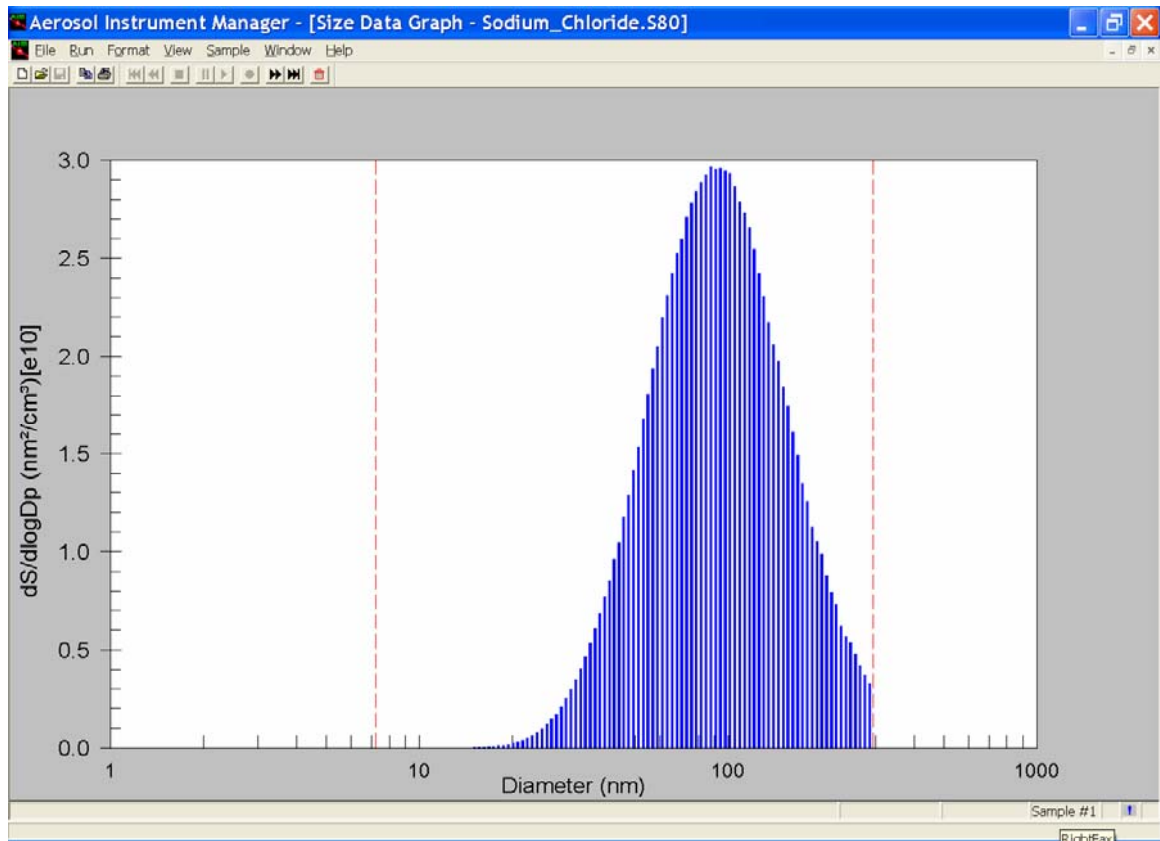 Aerosol Instrument Manager - [Size Data Graph - Sodium_Chloride.S80]
File Run Format View Sample Window Help
3.0
2.5
2.0
1.5
1.0
0.5
0.0
dS/dlogDp (nm²/cm³)[e10]
1 10 100 1000
Diameter (nm)
Sample #1
RightFax